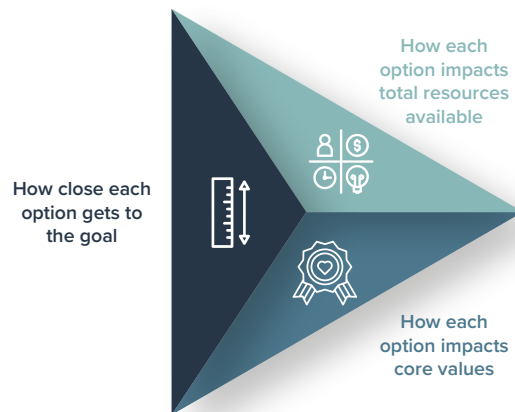 How each
option impacts
total resources
available
How close each
option gets to
the goal
$
How each
option impacts
core values